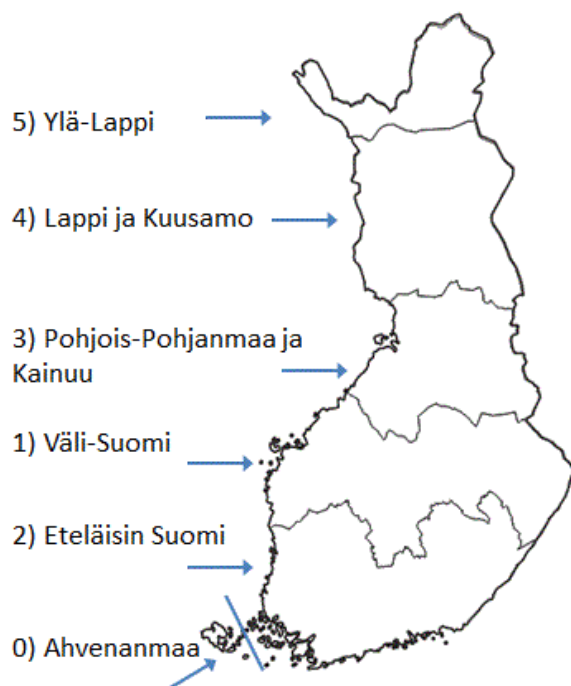 5) Ylä-Lappi
4) Lappi ja Kuusamo
3) Pohjois-Pohjanmaa ja
Kainuu
1) Väli-Suomi
2) Eteläisin Suomi
0) Ahvenanmaa